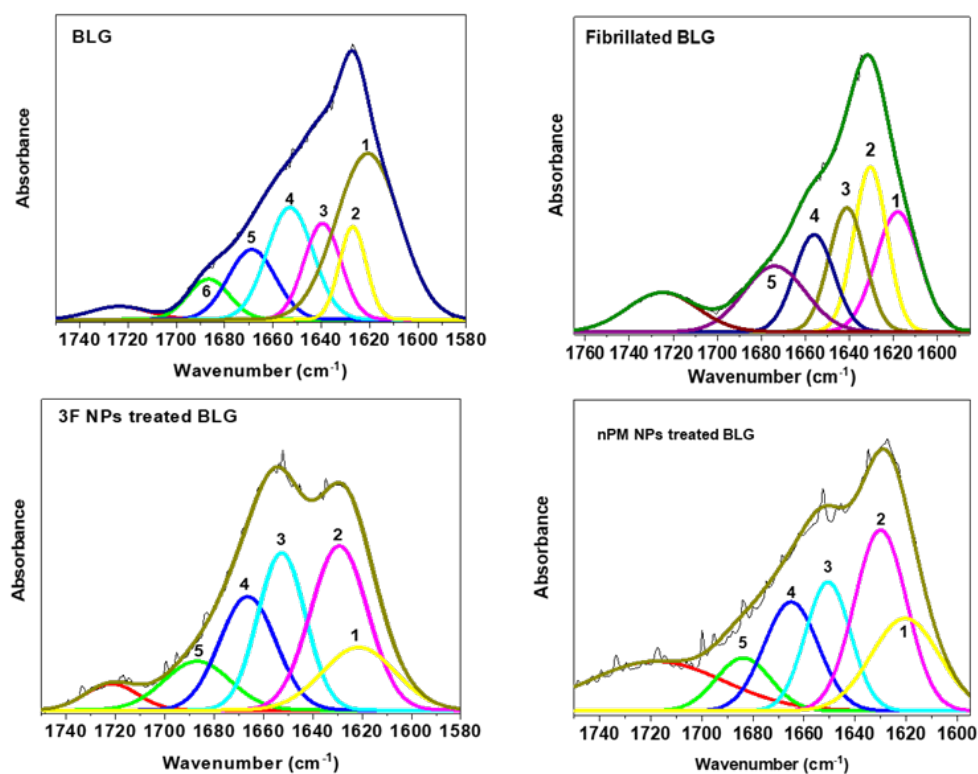 BLG
Absorbance
1
2
3
4
5
6
1740 1720 1700 1680 1660 1640 1620 1600 1580
Wavenumber (cm-1)
Fibrillated BLG
Absorbance
2
3
1
4
5
1760 1740 1720 1700 1680 1660 1640 1620 1600
Wavenumber (cm-1)
3F NPs treated BLG
Absorbance
3
2
4
1
5
1740 1720 1700 1680 1660 1640 1620 1600 1580
Wavenumber (cm-1)
nPM NPs treated BLG
Absorbance
2
3
4
1
5
1740 1720 1700 1680 1660 1640 1620 1600
Wavenumber (cm-1)